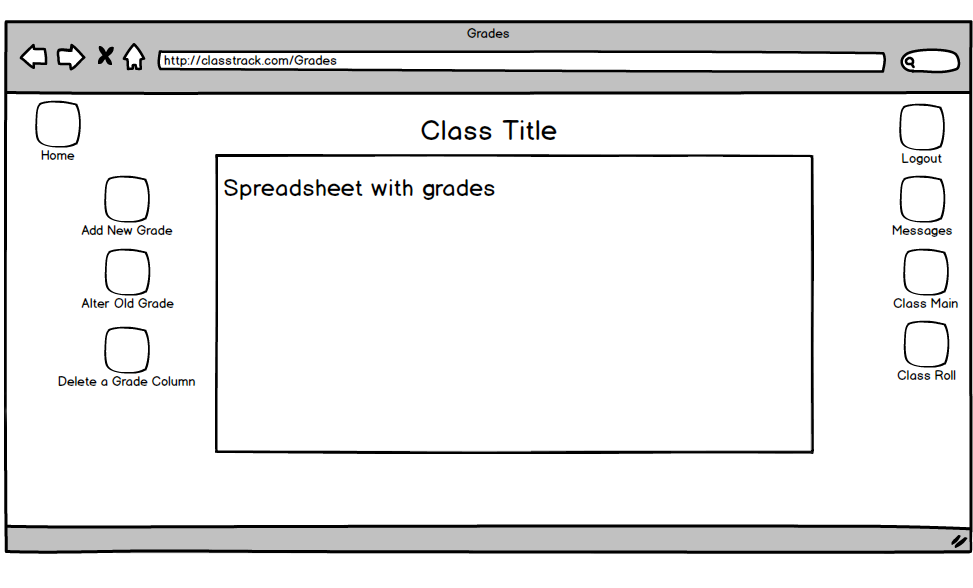 Grades
http://classtrack.com/Grades
Class Title
Home
Logout
Spreadsheet with grades
Add New Grade
Messages
Alter Old Grade
Class Main
Delete a Grade Column
Class Roll